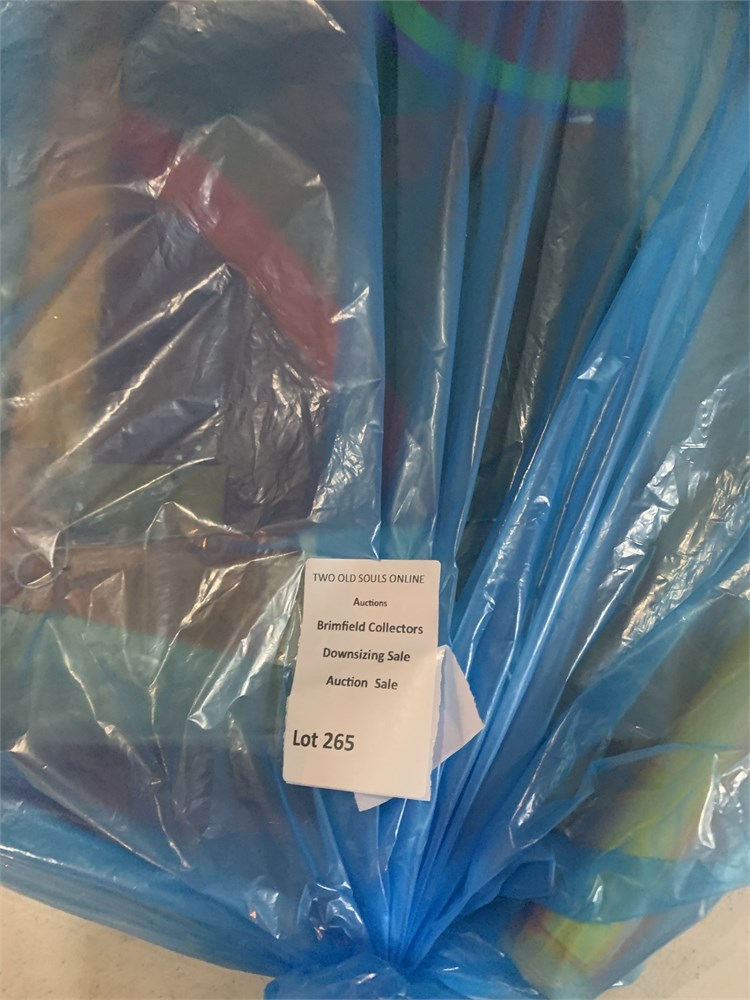 TWO OLD SOULS ONLINE
Auctions
Brimfield Collectors
Downsizing Sale
Auction Sale
Lot 265